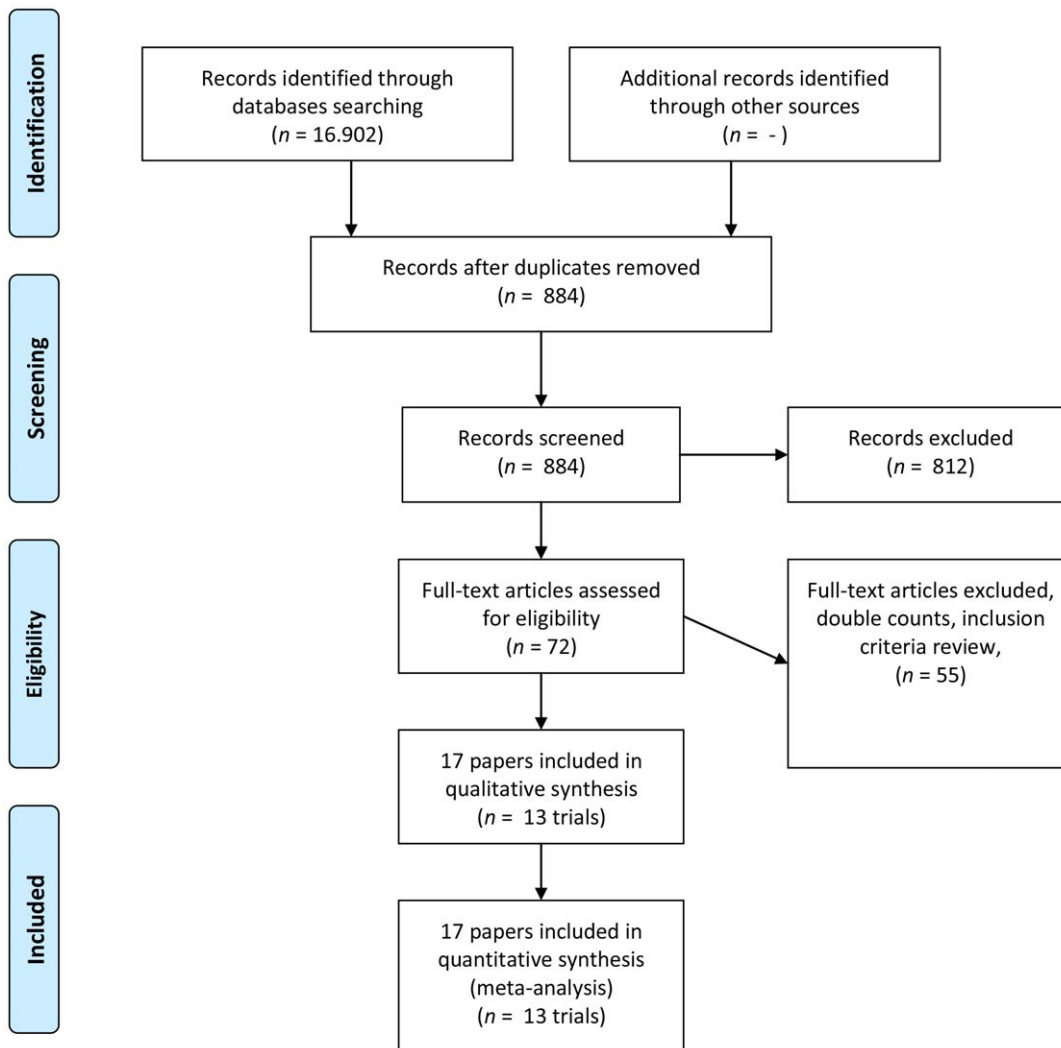 Identification
Records identified through
databases searching
(n = 16.902)
Additional records identified
through other sources
(n = - )
Records after duplicates removed
(n = 884)
Screening
Records screened
(n = 884)
Records excluded
(n = 812)
Eligibility
Full-text articles assessed
for eligibility
(n = 72)
Full-text articles excluded,
double counts, inclusion
criteria review,
(n = 55)
17 papers included in
qualitative synthesis
(n = 13 trials)
Included
17 papers included in
quantitative synthesis
(meta-analysis)
(n = 13 trials)